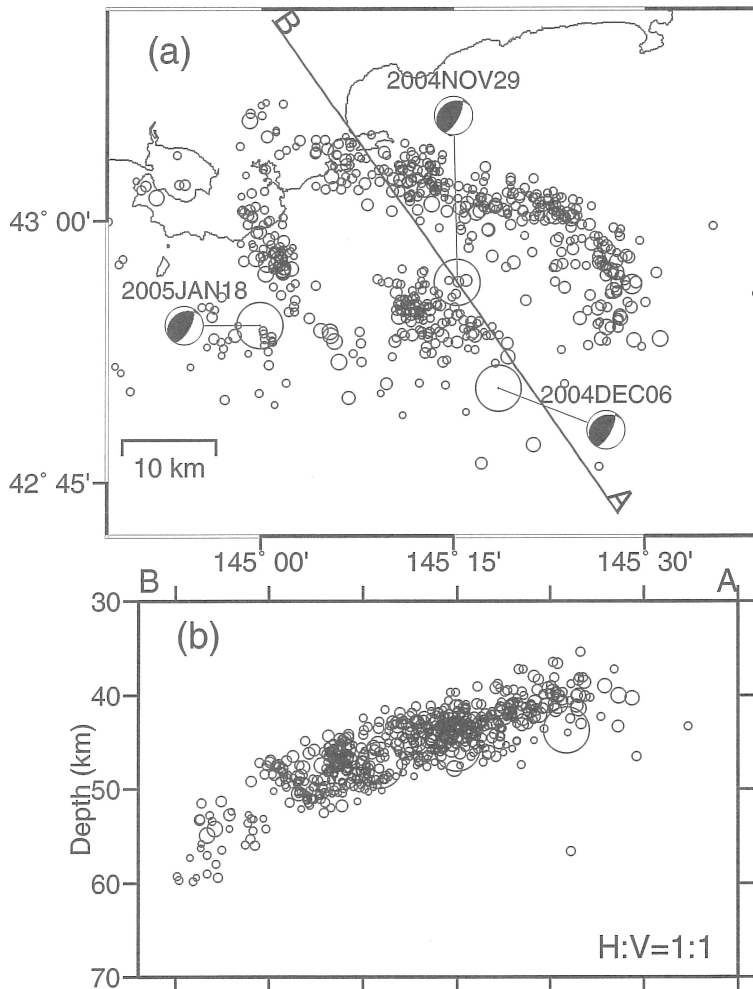 B
(a)
2004NOV29
43° 00'
2005JAN18
2004DEC06
10 km
42° 45'
A
145° 00' 145° 15' 145° 30'
B A
30
(b)
40
Depth (km)
50
60
H:V=1:1
70